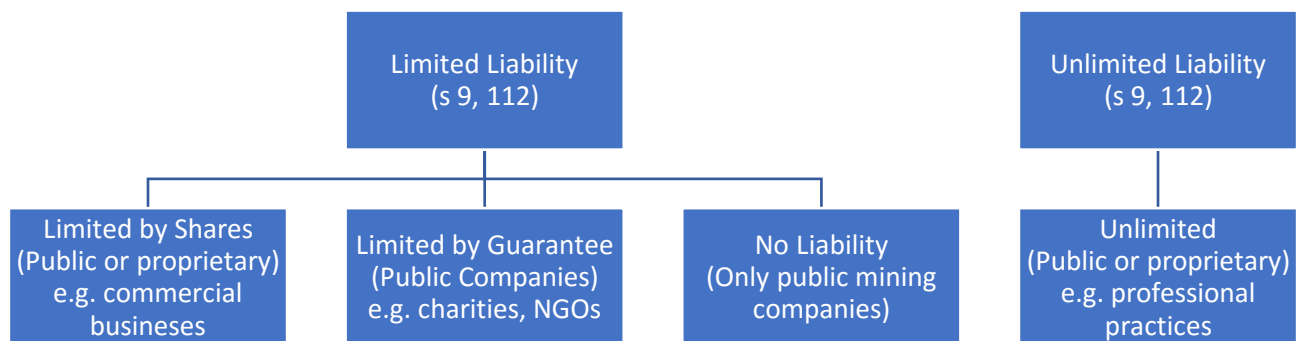 Limited Liability
(s 9, 112)
Unlimited Liability
(s 9, 112)
Limited by Shares
(Public or proprietary)
e.g. commercial
busineses
Limited by Guarantee
(Public Companies)
e.g. charities, NGOs
No Liability
(Only public mining
companies)
Unlimited
(Public or proprietary)
e.g. professional
practices